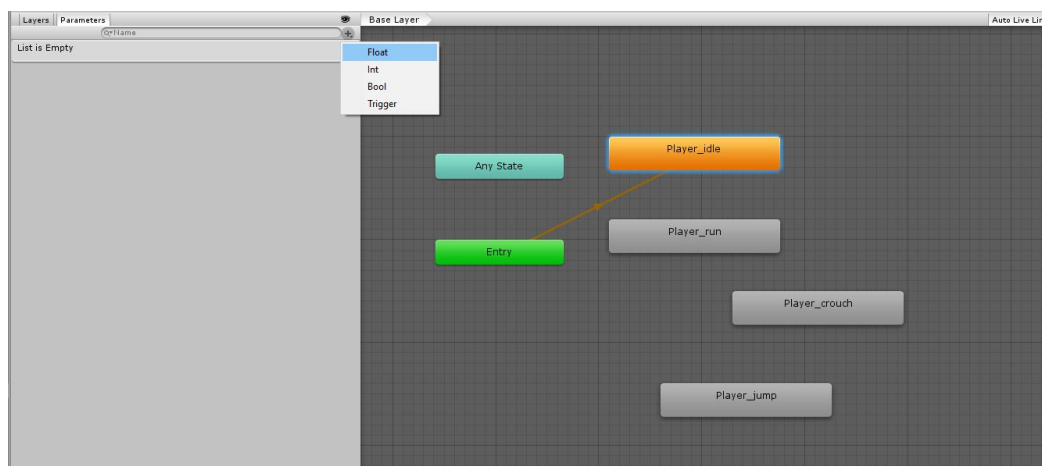 Layers Parameters Base Layer Auto Live Lin
Name
List is Empty
Float
Int
Bool
Trigger
Player_idle
Any State
Player_run
Entry
Player_crouch
Player_jump